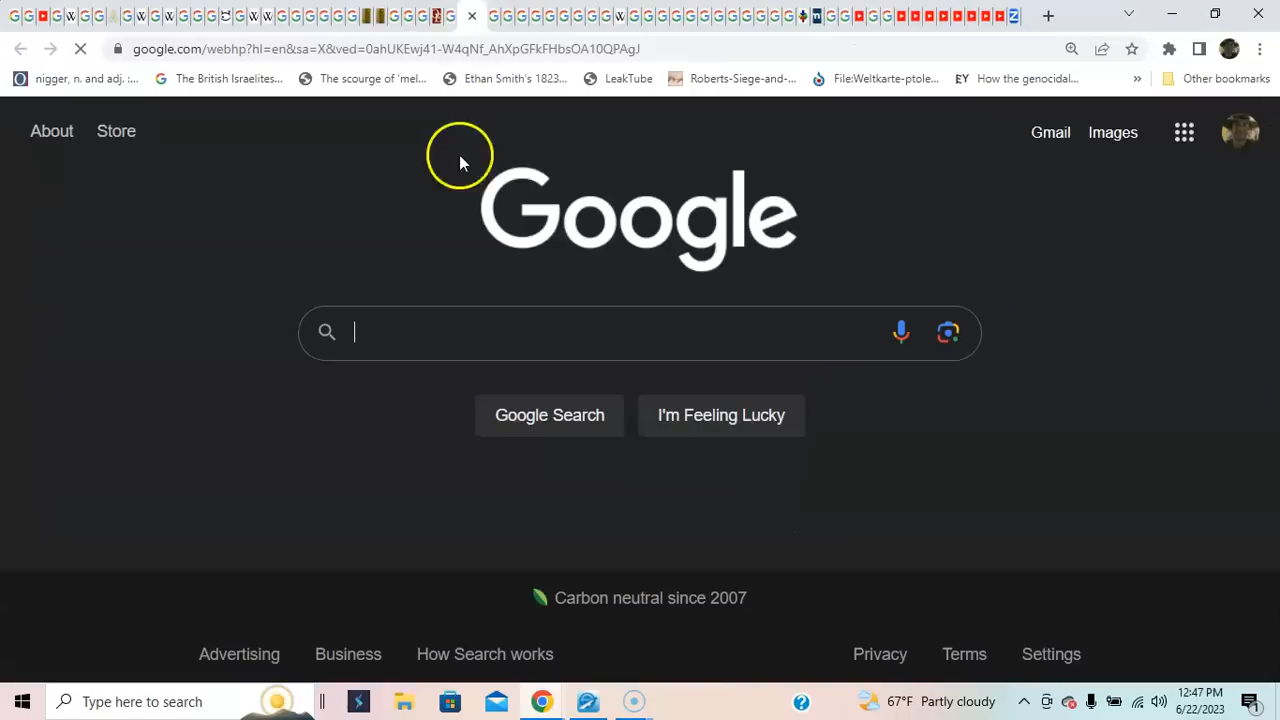 google.com/webhp?hl=en&sa=X&ved=0ahUKEwj41-W4qNf_AhXpGFkFHbsOA10QPAgJ
nigger, n. and adj. :... The British Israelites... The scourge of 'mel... Ethan Smith's 1823... LeakTube Roberts-Siege-and-... File:Weltkarte-ptole... EY How the genocidal... » Other bookmarks
About Store Gmail Images
Google
Google Search I'm Feeling Lucky
Carbon neutral since 2007
Advertising Business How Search works Privacy Terms Settings
Type here to search 67°F Partly cloudy 12:47 PM
6/22/2023